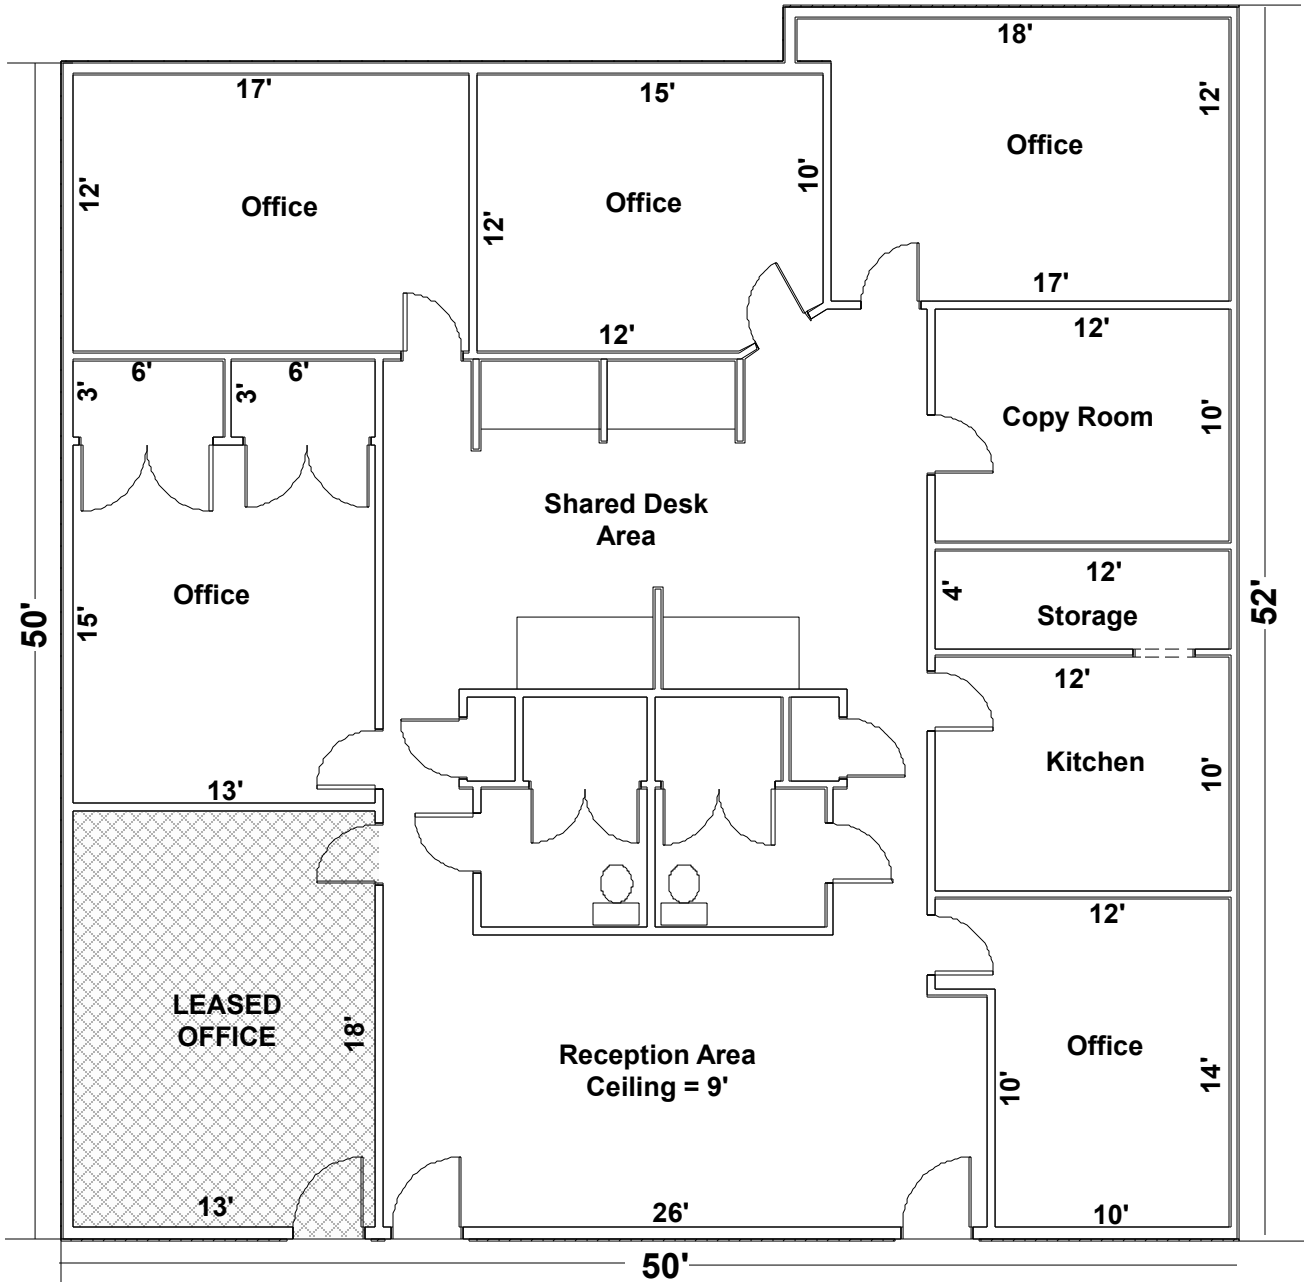 18'
17'
15'
12'
Office
12'
Office
10'
12'
Office
12'
17'
12'
12'
6'
6'
3'
3'
Copy Room
10'
Shared Desk
Area
Office
15'
12'
4'
Storage
50'
52'
12'
Kitchen
10'
13'
12'
LEASED
OFFICE
18'
Reception Area
Ceiling = 9'
Office
10'
14'
13'
26'
10'
50'